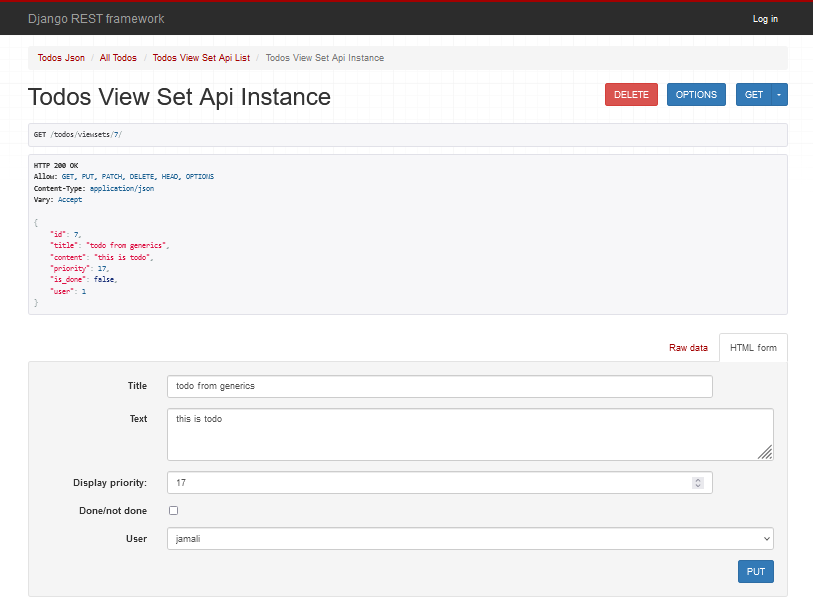 Django REST framework
Log in
Todos Json / All Todos / Todos View Set Api List / Todos View Set Api Instance
Todos View Set Api Instance
DELETE
OPTIONS
GET
GET /todos/viewsets/7/
HTTP 200 OK
Allow: GET, PUT, PATCH, DELETE, HEAD, OPTIONS
Content-Type: application/json
Vary: Accept
{
"id": 7,
"title": "todo from generics",
"content": "this is todo",
"priority": 17,
"is_done": false,
"user": 1
}
Raw data
HTML form
Title
todo from generics
Text
this is todo
Display priority:
17
Done/not done
User
jamali
PUT